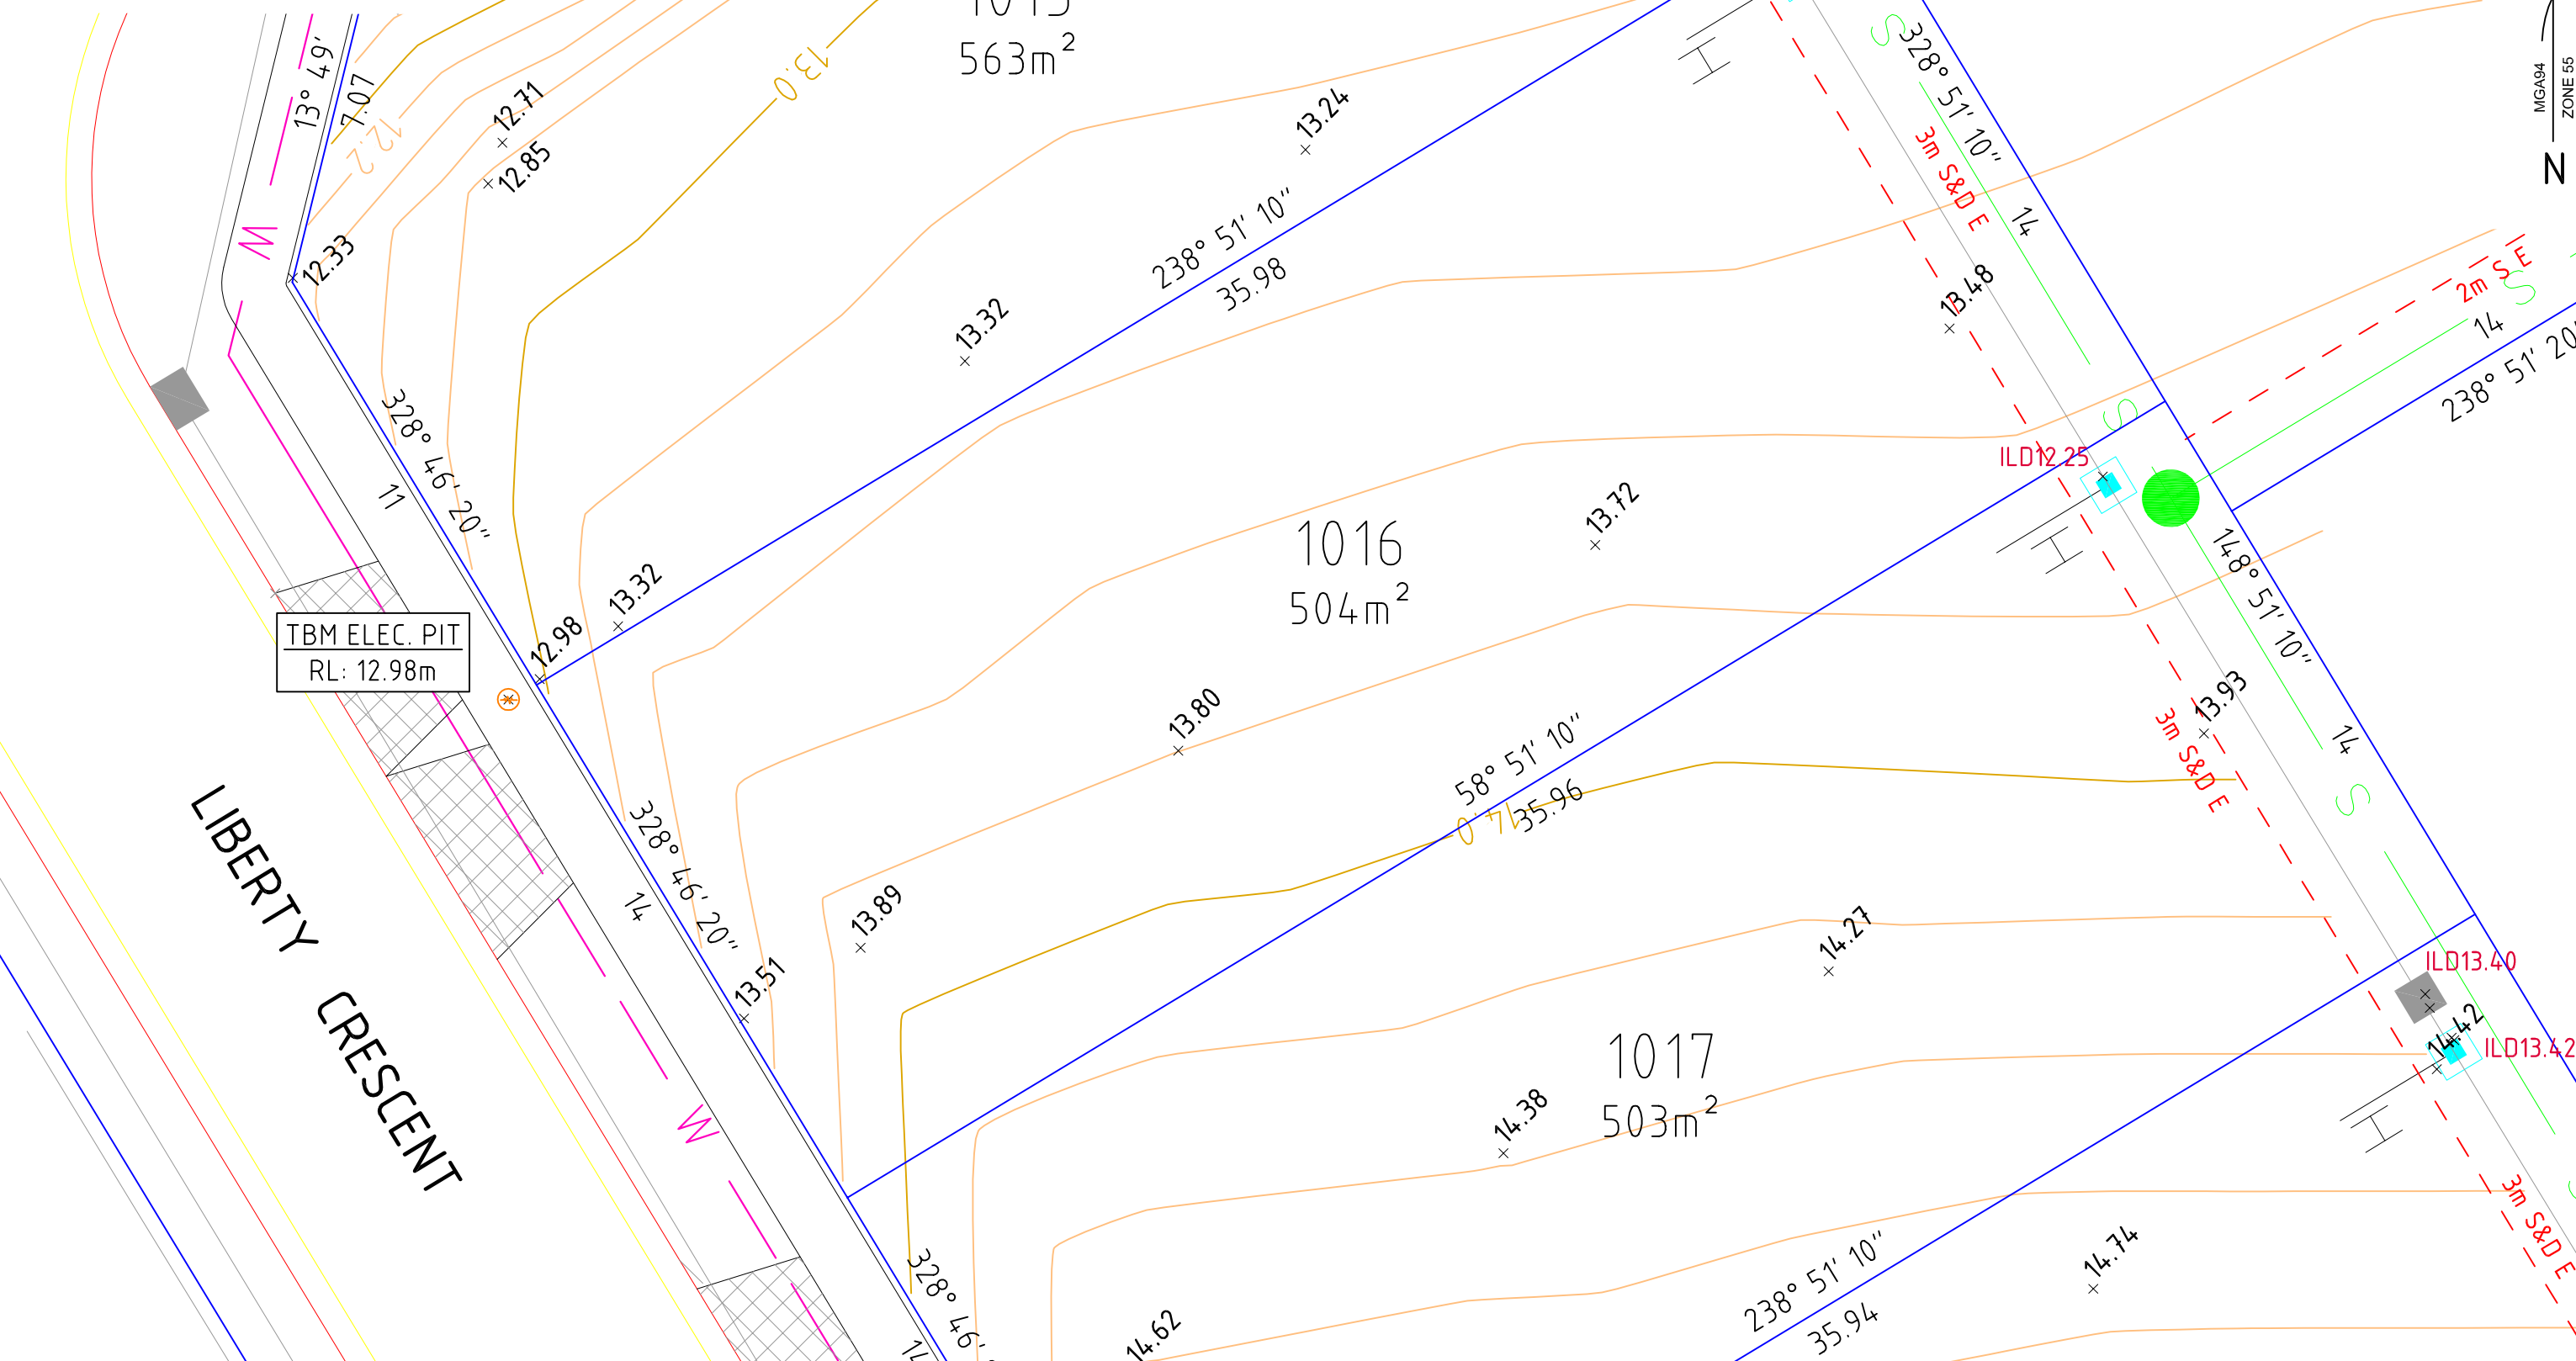 563m²
13° 49'
7.07
12.2
12.71
12.85
13.0
13.24
S
328° 51' 10"
3m S&D E
14
MGA94
ZONE 55
N
W
12.33
238° 51' 10"
35.98
13.32
H
13.48
2m S E
S
14
238° 51' 20"
328° 46' 20"
11
S
ILD12.25
H
1016
504m²
13.72
148° 51' 10"
TBM ELEC. PIT
RL: 12.98m
12.98
13.32
13.80
58° 51' 10"
35.96
14.0
13.93
3m S&D E
14
S
LIBERTY CRESCENT
328° 46' 20"
14
13.51
13.89
14.27
ILD13.40
14.42
ILD13.42
H
1017
503m²
14.38
W
3m S&D E
328° 46'
14.62
238° 51' 10"
35.94
14.74